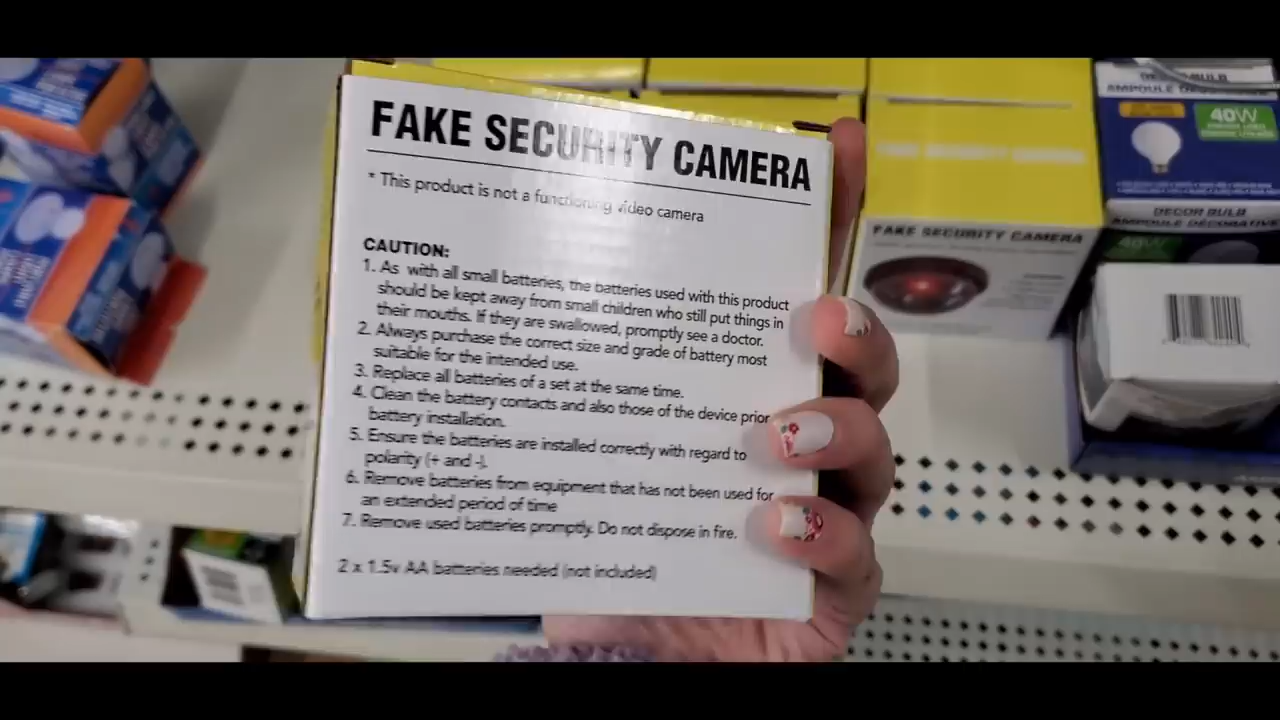 FAKE SECURITY CAMERA
* This product is not a functioning video camera
CAUTION:
1. As with all small batteries, the batteries used with this product
should be kept away from small children who still put things in
their mouths. If they are swallowed, promptly see a doctor.
2. Always purchase the correct size and grade of battery most
suitable for the intended use.
3. Replace all batteries of a set at the same time.
4. Clean the battery contacts and also those of the device prior
battery installation.
5. Ensure the batteries are installed correctly with regard to
polarity (+ and -).
6. Remove batteries from equipment that has not been used for
an extended period of time
7. Remove used batteries promptly. Do not dispose in fire.
2 x 1.5v AA batteries needed (not included)
FAKE SECURITY CAMERA
DECOR BULB
AMPOULE DÉCORATIVE
40W
DECOR BULB
AMPOULE DÉCORATIVE
40W